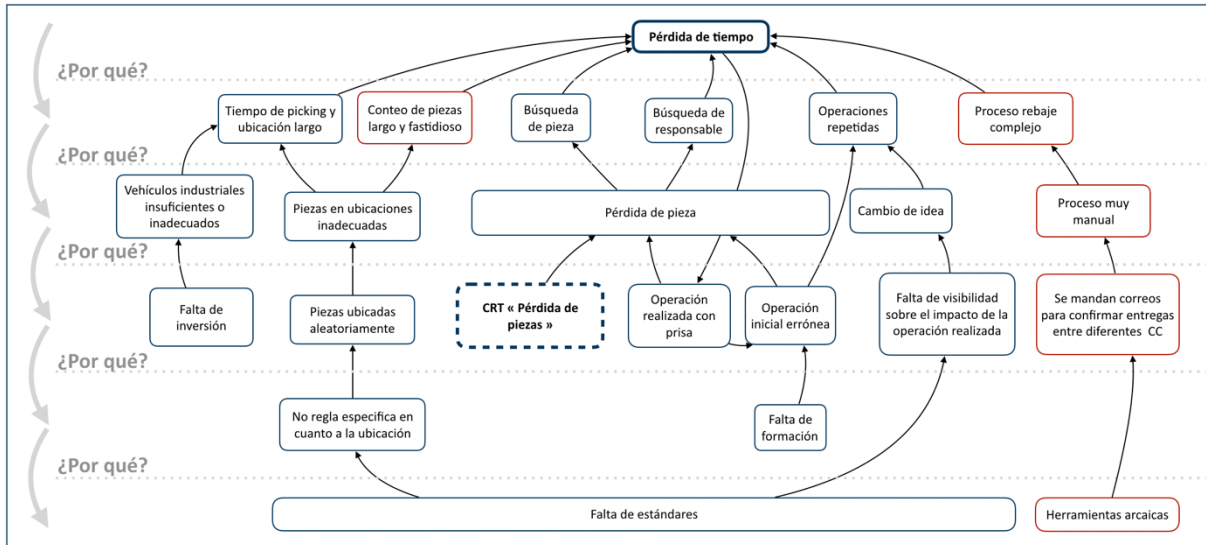 Pérdida de tiempo
¿Por qué?
Tiempo de picking y
ubicación largo
Conteo de piezas
largo y fastidioso
Búsqueda
de pieza
Búsqueda de
responsable
Operaciones
repetidas
Proceso rebaje
complejo
¿Por qué?
Vehículos industriales
insuficientes o
inadecuados
Piezas en ubicaciones
inadecuadas
Pérdida de pieza
Cambio de idea
Proceso muy
manual
¿Por qué?
Falta de
inversión
Piezas ubicadas
aleatoriamente
CRT « Pérdida de
piezas »
Operación
realizada con
prisa
Operación
inicial errónea
Falta de visibilidad
sobre el impacto de la
operación realizada
Se mandan correos
para confirmar entregas
entre diferentes CC
¿Por qué?
No regla especifica en
cuanto a la ubicación
Falta de
formación
¿Por qué?
Falta de estándares
Herramientas arcaicas